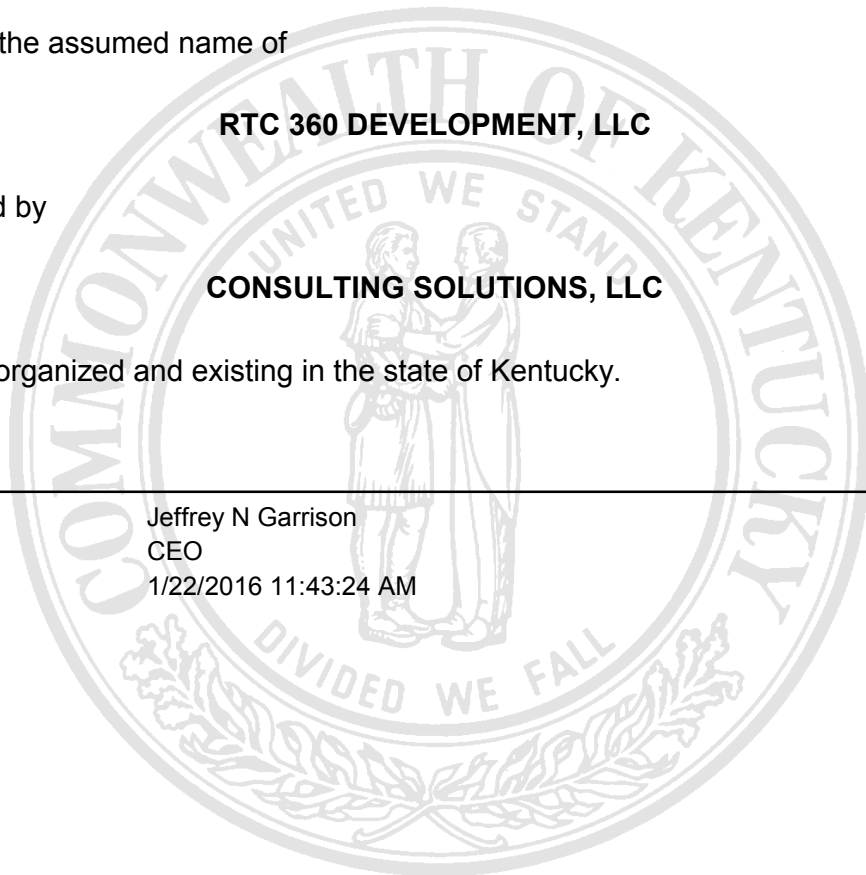 the assumed name of
RTC 360 DEVELOPMENT, LLC
d by
CONSULTING SOLUTIONS, LLC
organized and existing in the state of Kentucky.
Jeffrey N Garrison
CEO
1/22/2016 11:43:24 AM
COMMONWEALTH OF KENTUCKY
UNITED WE STAND
DIVIDED WE FALL